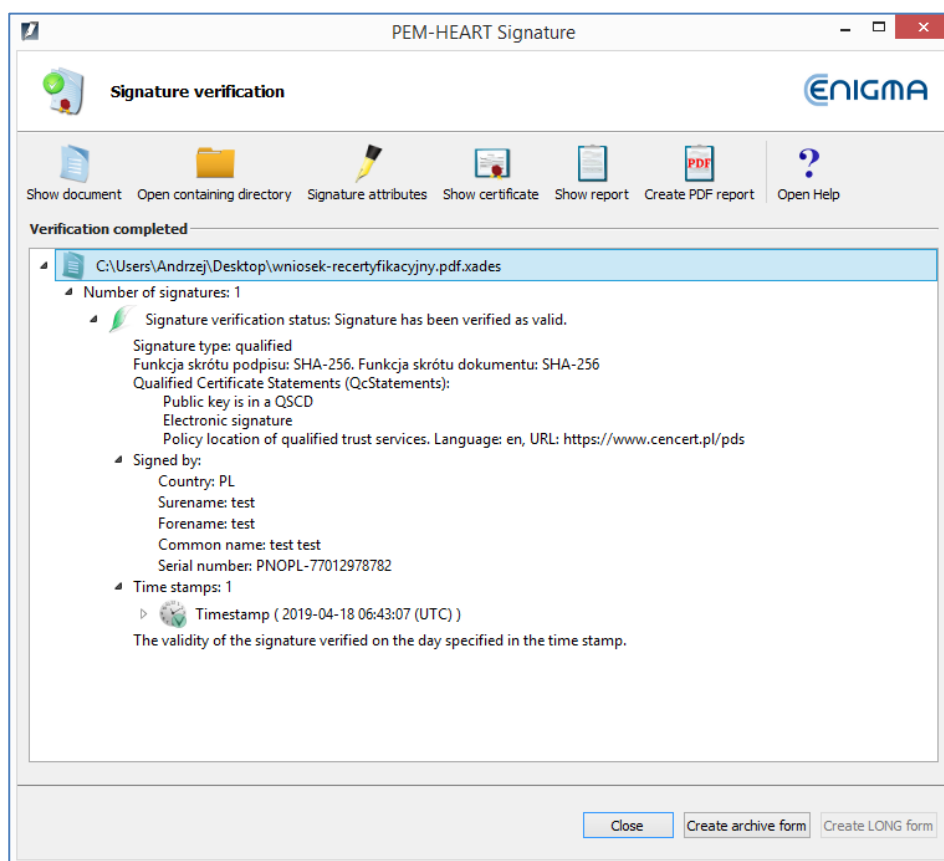 PEM-HEART Signature
Signature verification
ENIGMA
Show document Open containing directory Signature attributes Show certificate Show report Create PDF report Open Help
PDF
?
Verification completed
C:\Users\Andrzej\Desktop\wniosek-recertyfikacyjny.pdf.xades
Number of signatures: 1
Signature verification status: Signature has been verified as valid.
Signature type: qualified
Funkcja skrótu podpisu: SHA-256. Funkcja skrótu dokumentu: SHA-256
Qualified Certificate Statements (QcStatements):
Public key is in a QSCD
Electronic signature
Policy location of qualified trust services. Language: en, URL: https://www.cencert.pl/pds
Signed by:
Country: PL
Surename: test
Forename: test
Common name: test test
Serial number: PNOPL-77012978782
Time stamps: 1
Timestamp ( 2019-04-18 06:43:07 (UTC) )
The validity of the signature verified on the day specified in the time stamp.
Close Create archive form Create LONG form